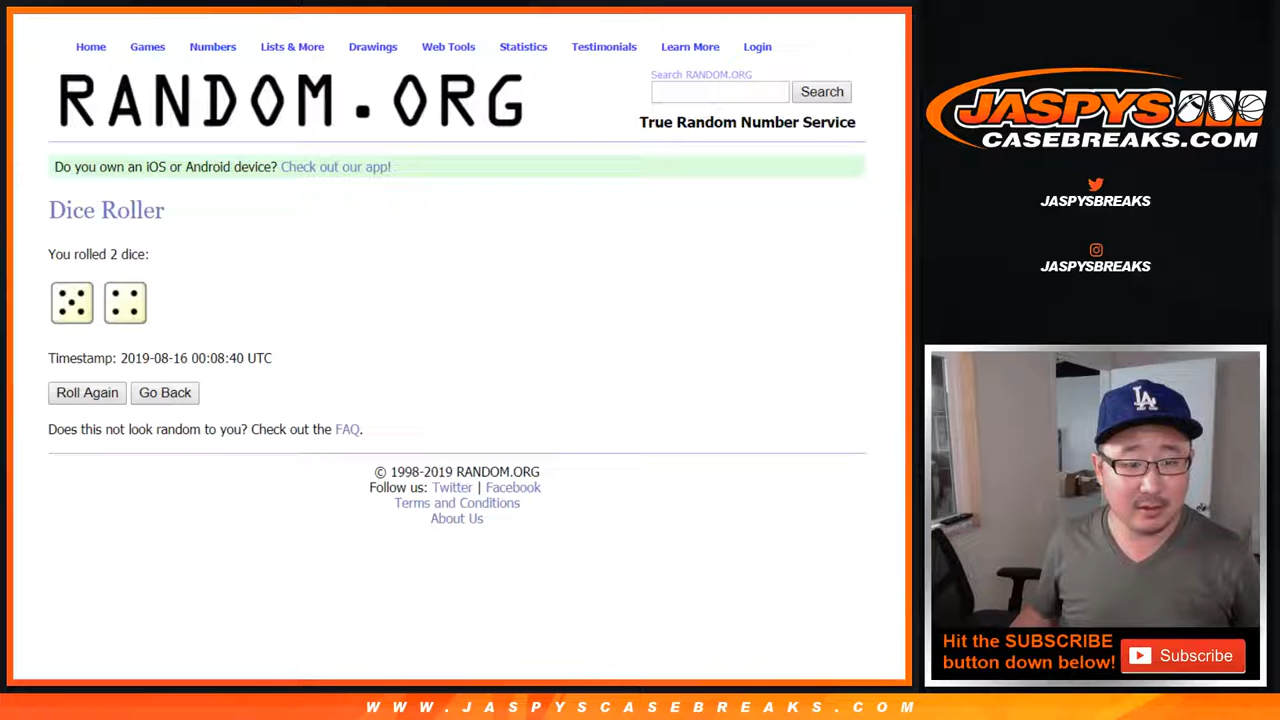 Home Games Numbers Lists & More Drawings Web Tools Statistics Testimonials Learn More Login
RANDOM.ORG
Search RANDOM.ORG
Search
True Random Number Service
Do you own an iOS or Android device? Check out our app!
Dice Roller
You rolled 2 dice:
Timestamp: 2019-08-16 00:08:40 UTC
Roll Again Go Back
Does this not look random to you? Check out the FAQ.
© 1998-2019 RANDOM.ORG
Follow us: Twitter | Facebook
Terms and Conditions
About Us
JASPYS
CASEBREAKS.COM
JASPYSBREAKS
JASPYSBREAKS
LA
Hit the SUBSCRIBE
button down below!
Subscribe
WWW.JASPYSCASEBREAKS.COM